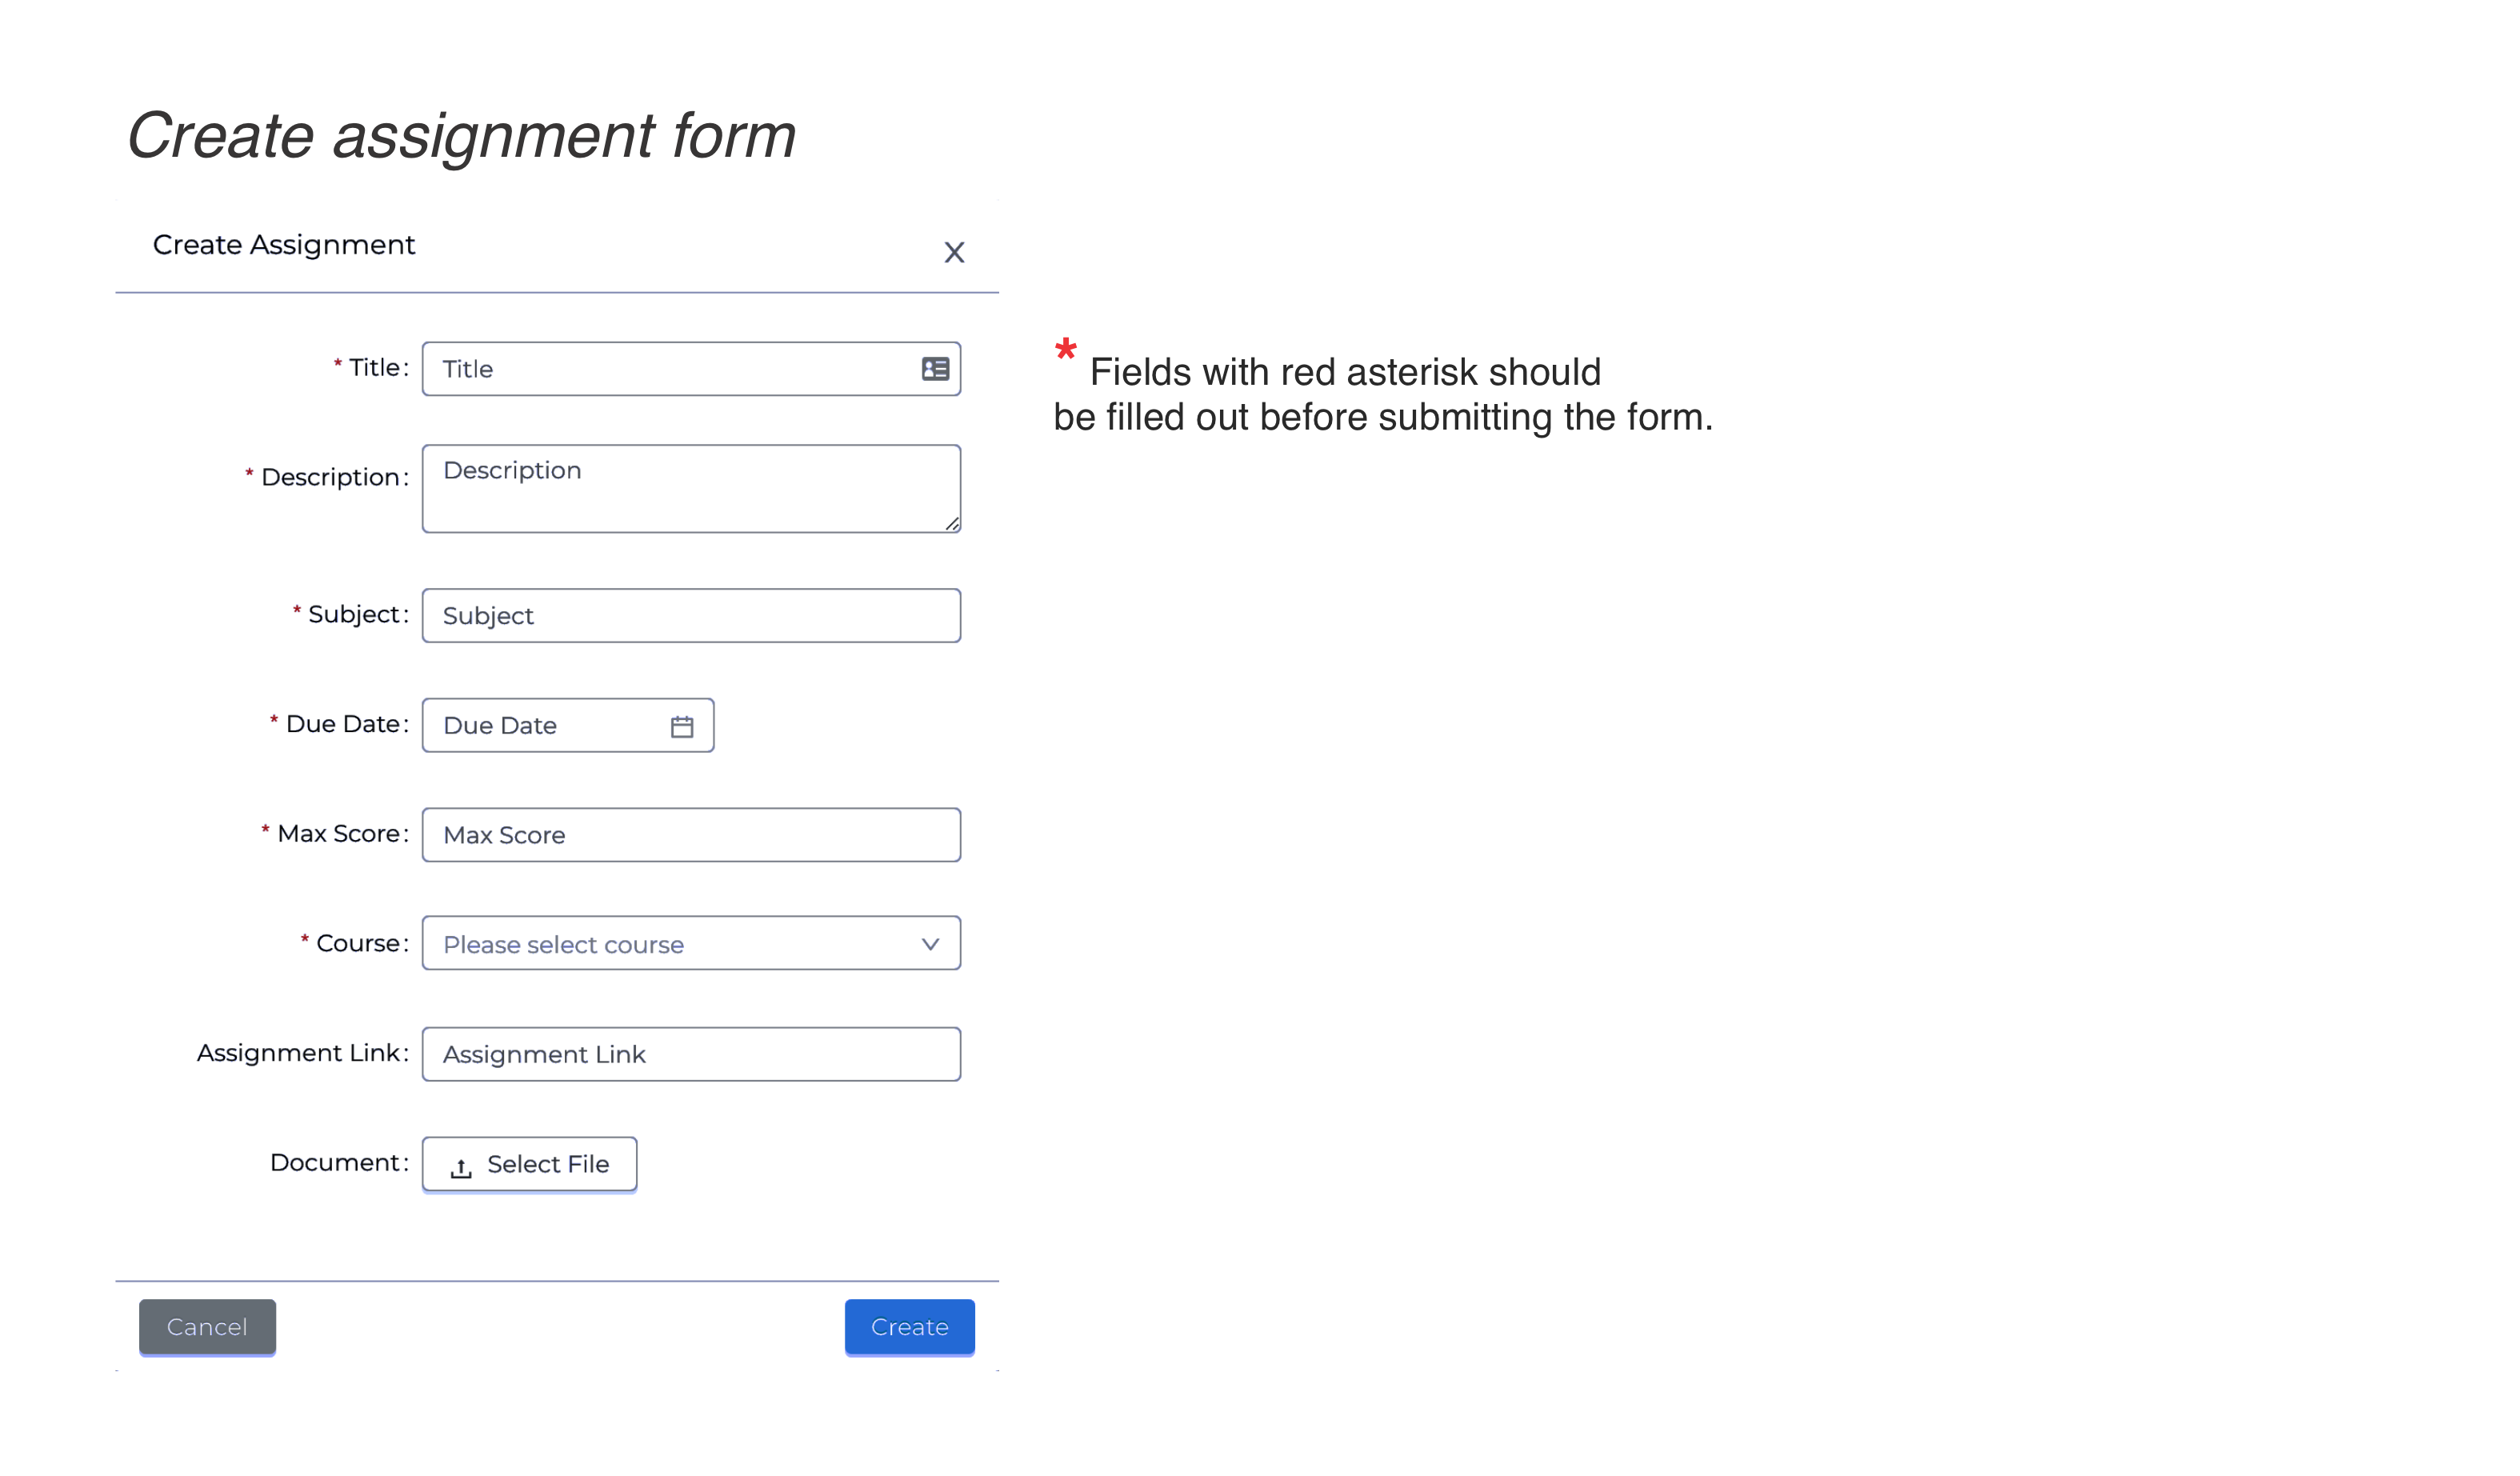 Create assignment form
Create Assignment
X
* Title: Title
* Fields with red asterisk should
be filled out before submitting the form.
* Description: Description
* Subject: Subject
* Due Date: Due Date
* Max Score: Max Score
* Course: Please select course
Assignment Link: Assignment Link
Document: Select File
Cancel Create